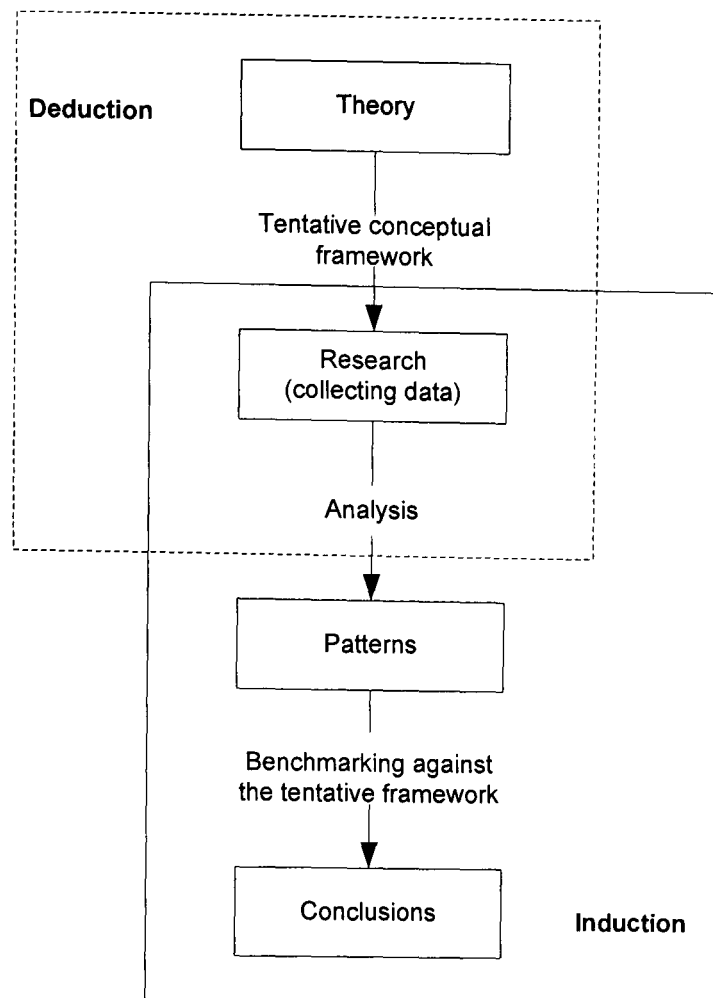 Deduction
Theory
Tentative conceptual
framework
Research
(collecting data)
Analysis
Patterns
Benchmarking against
the tentative framework
Conclusions
Induction